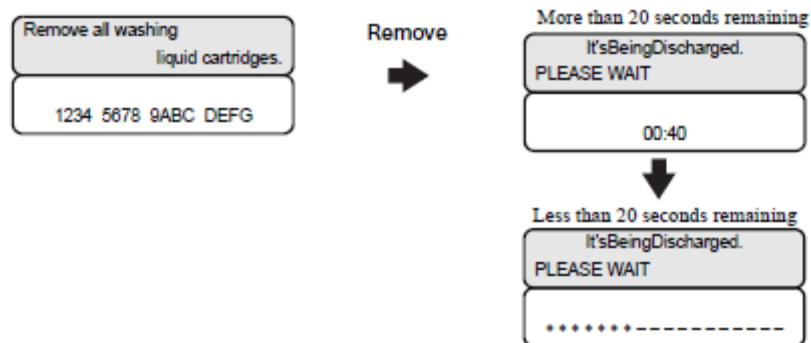 Remove all washing
liquid cartridges.
1234 5678 9ABC DEFG
Remove
More than 20 seconds remaining
It'sBeingDischarged.
PLEASE WAIT
00:40
Less than 20 seconds remaining
It'sBeingDischarged.
PLEASE WAIT
*******-----------